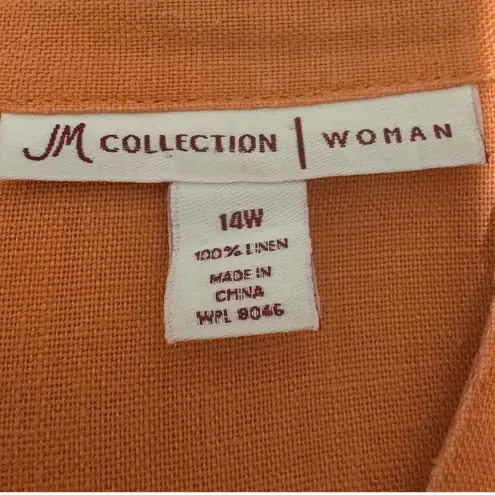 JM COLLECTION | WOMAN
14W
100% LINEN
MADE IN
CHINA
WPL 8046